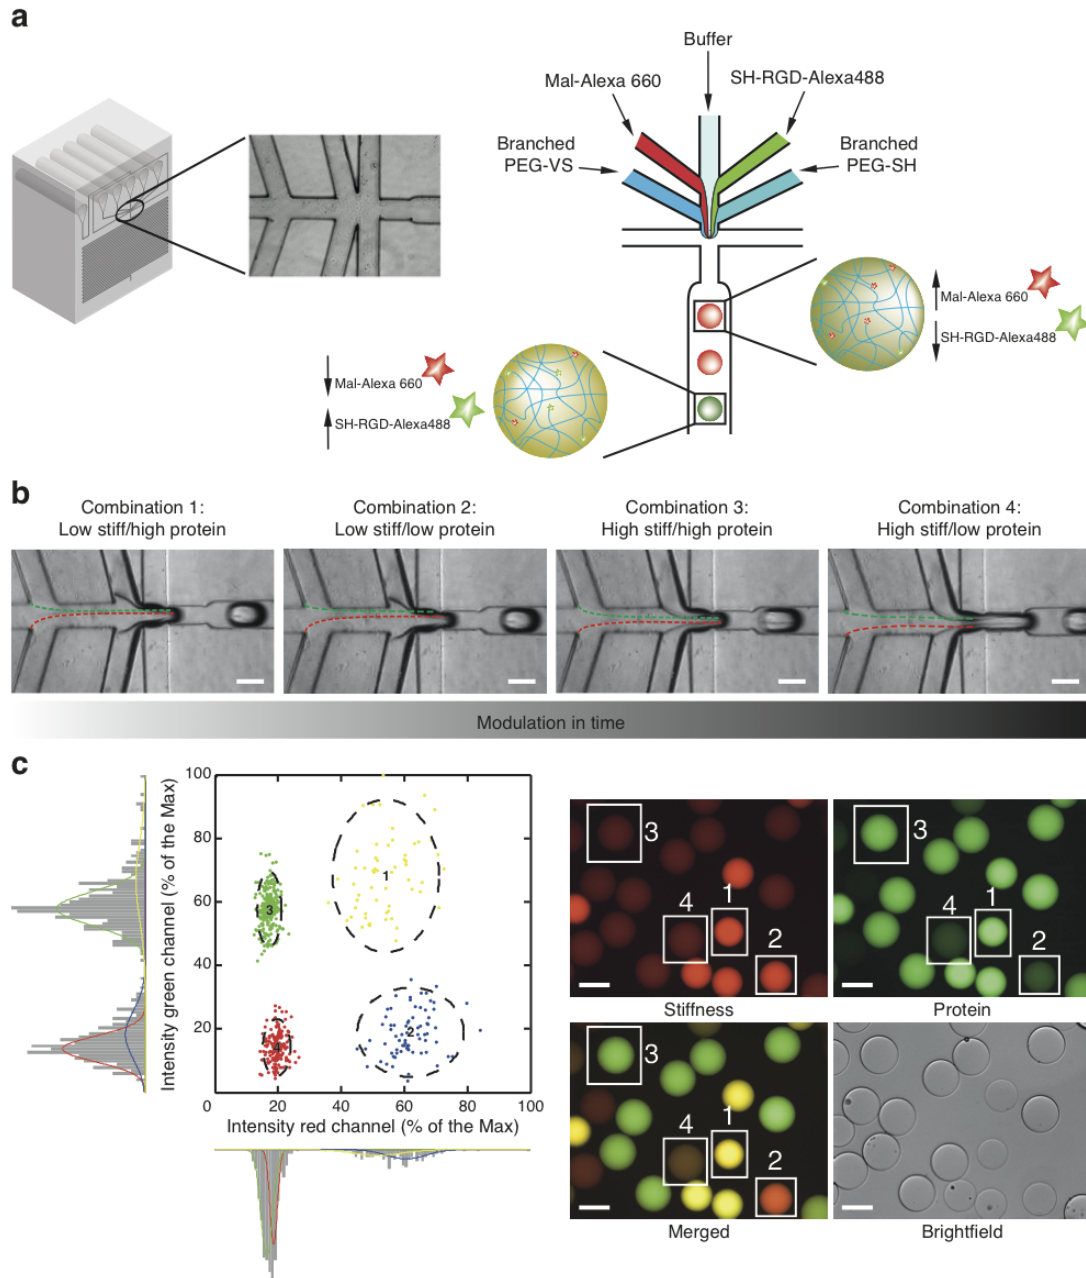 a
Buffer
Mal-Alexa 660
SH-RGD-Alexa488
Branched
PEG-VS
Branched
PEG-SH
Mal-Alexa 660
SH-RGD-Alexa488
Mal-Alexa 660
SH-RGD-Alexa488
b
Combination 1:
Low stiff/high protein
Combination 2:
Low stiff/low protein
Combination 3:
High stiff/high protein
Combination 4:
High stiff/low protein
Modulation in time
c
Intensity green channel (% of the Max)
100
80
60
40
20
0
20
40
60
80
100
Intensity red channel (% of the Max)
1
2
3
4
3
4
1
2
Stiffness
3
4
1
2
Protein
3
4
1
2
Merged
Brightfield